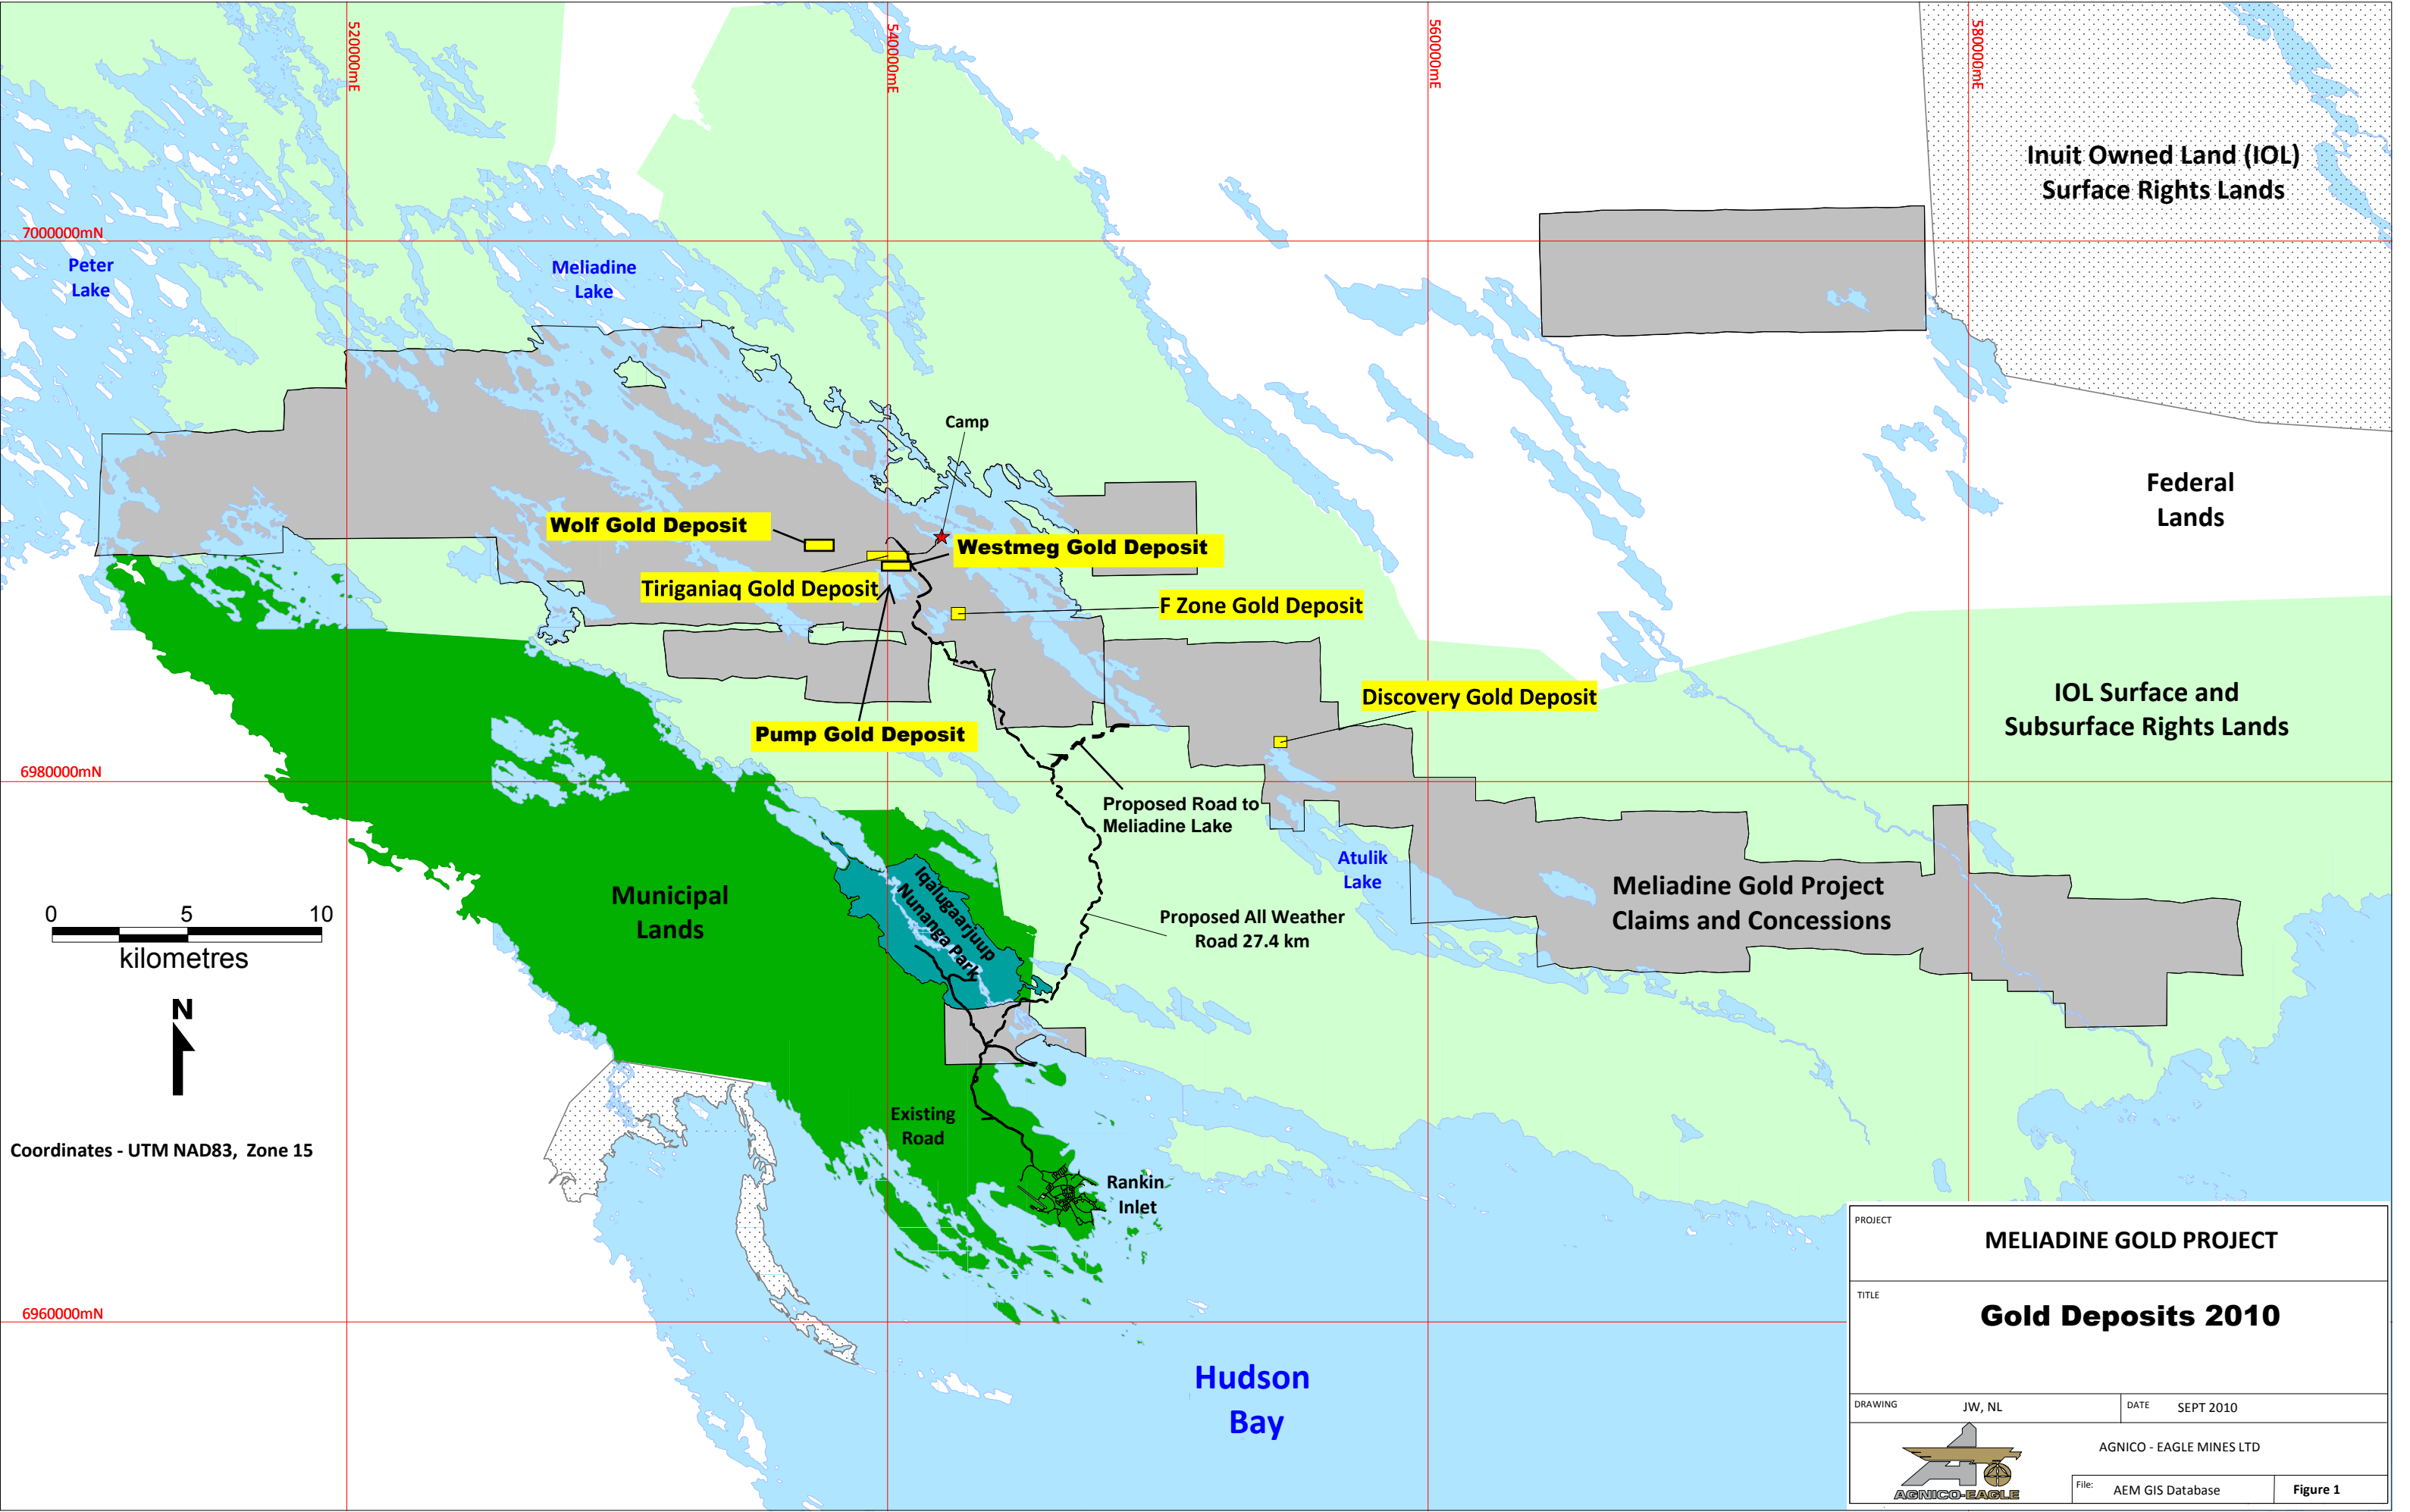 520000mE
540000mE
560000mE
580000mE
Inuit Owned Land (IOL)
Surface Rights Lands
7000000mN
Peter
Lake
Meliadine
Lake
Camp
Federal
Lands
Wolf Gold Deposit
Westmeg Gold Deposit
Tiriganiaq Gold Deposit
F Zone Gold Deposit
Discovery Gold Deposit
IOL Surface and
Subsurface Rights Lands
Pump Gold Deposit
6980000mN
Proposed Road to
Meliadine Lake
Atulik
Lake
Municipal
Lands
Iqalugaarjuup
Nunanga Park
Meliadine Gold Project
Claims and Concessions
0 5 10
kilometres
Proposed All Weather
Road 27.4 km
N
Existing
Road
Coordinates - UTM NAD83, Zone 15
Rankin
Inlet
6960000mN
Hudson
Bay
PROJECT
MELIADINE GOLD PROJECT
TITLE
Gold Deposits 2010
DRAWING JW, NL DATE SEPT 2010
AGNICO - EAGLE MINES LTD
AGNICO-EAGLE
File: AEM GIS Database Figure 1